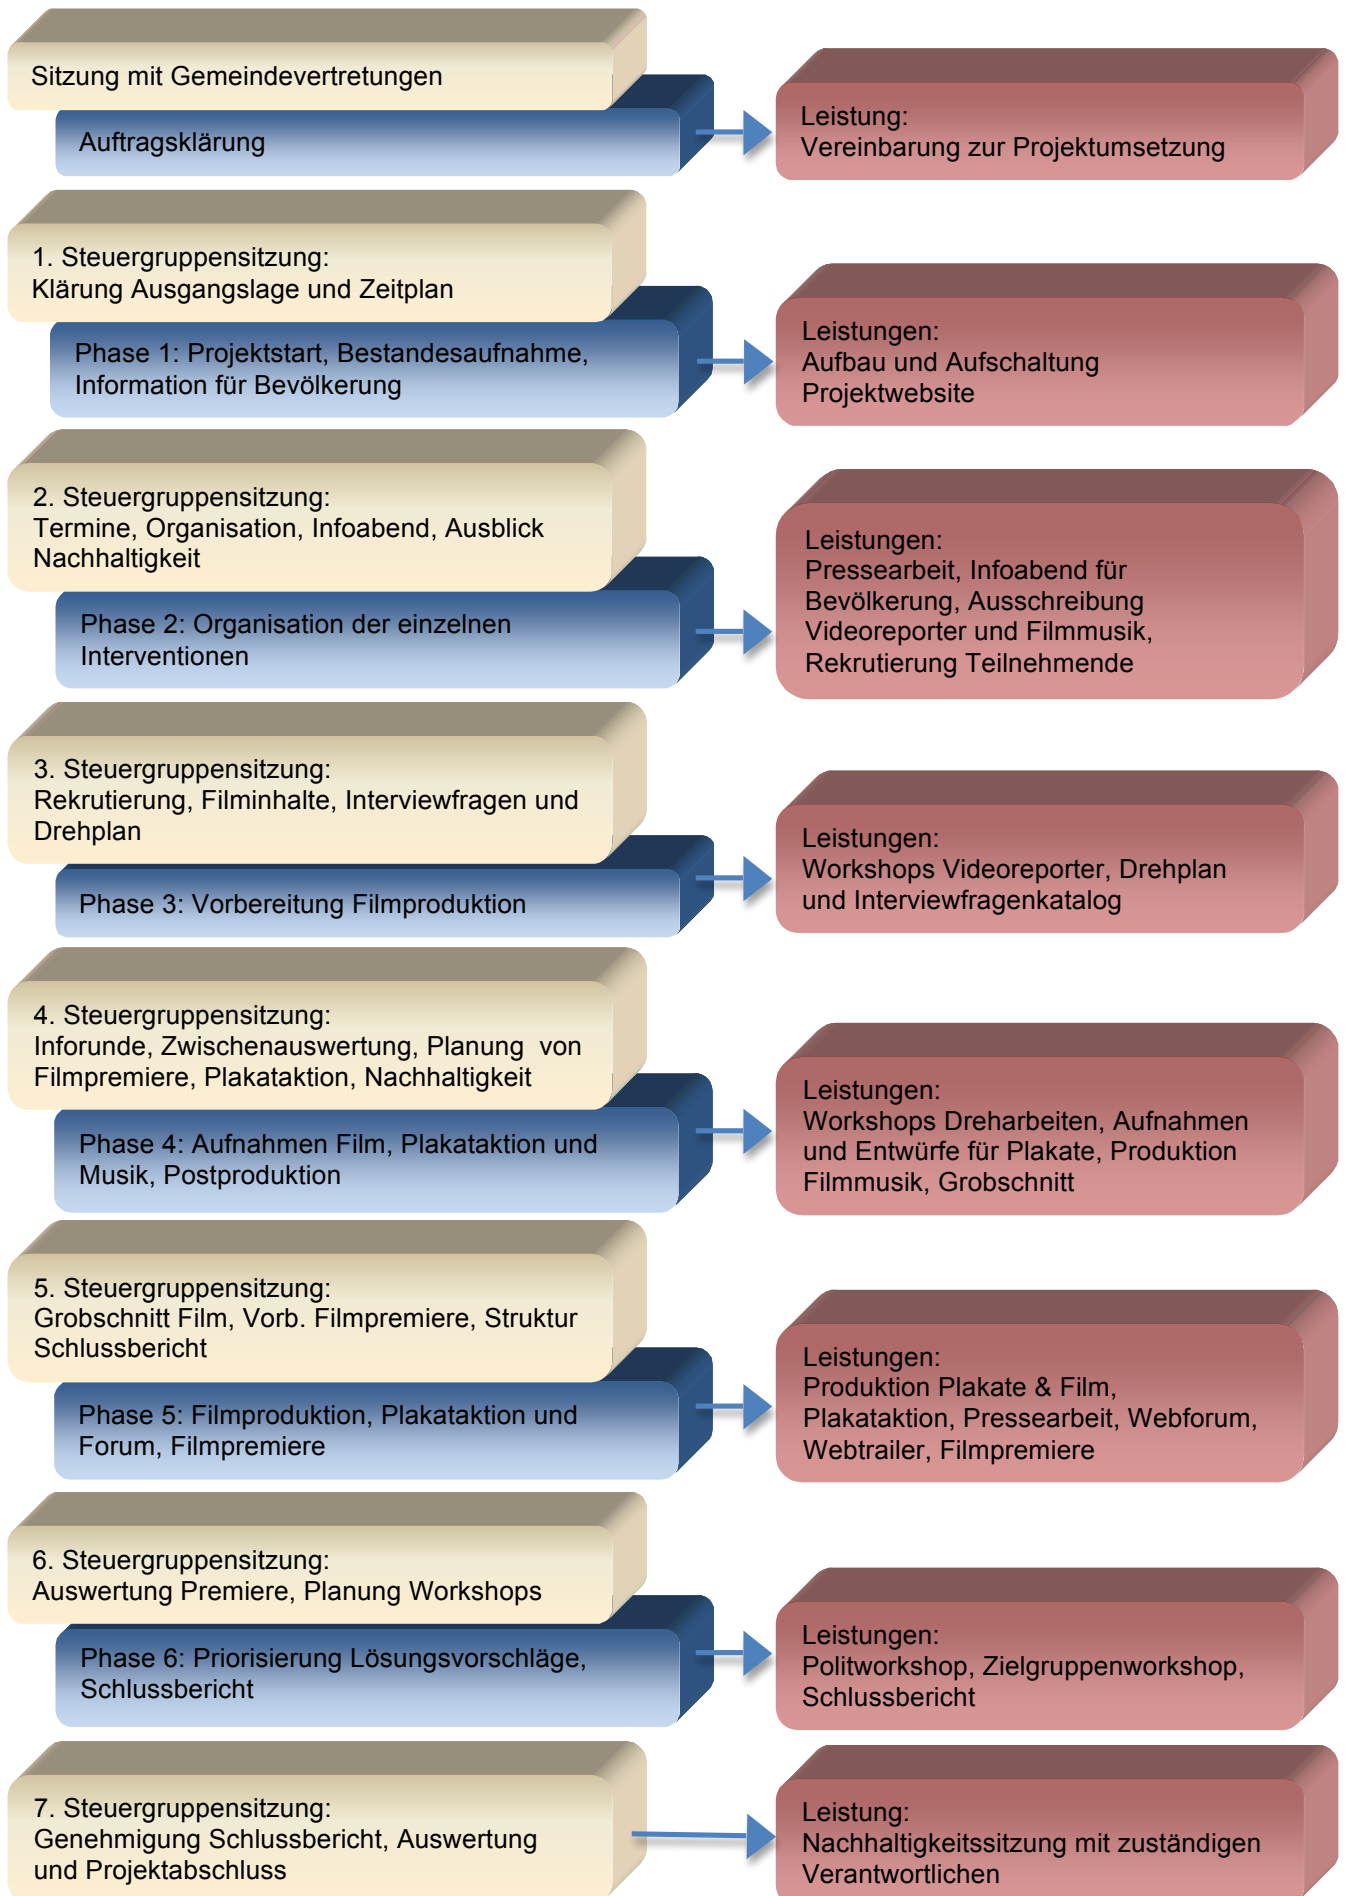 Sitzung mit Gemeindevertretungen
Auftragsklärung
Leistung:
Vereinbarung zur Projektumsetzung
1. Steuergruppensitzung:
Klärung Ausgangslage und Zeitplan
Phase 1: Projektstart, Bestandesaufnahme,
Information für Bevölkerung
Leistungen:
Aufbau und Aufschaltung
Projektwebsite
2. Steuergruppensitzung:
Termine, Organisation, Infoabend, Ausblick
Nachhaltigkeit
Phase 2: Organisation der einzelnen
Interventionen
Leistungen:
Pressearbeit, Infoabend für
Bevölkerung, Ausschreibung
Videoreporter und Filmmusik,
Rekrutierung Teilnehmende
3. Steuergruppensitzung:
Rekrutierung, Filminhalte, Interviewfragen und
Drehplan
Phase 3: Vorbereitung Filmproduktion
Leistungen:
Workshops Videoreporter, Drehplan
und Interviewfragenkatalog
4. Steuergruppensitzung:
Inforunde, Zwischenauswertung, Planung  von
Filmpremiere, Plakataktion, Nachhaltigkeit
Phase 4: Aufnahmen Film, Plakataktion und
Musik, Postproduktion
Leistungen:
Workshops Dreharbeiten, Aufnahmen
und Entwürfe für Plakate, Produktion
Filmmusik, Grobschnitt
5. Steuergruppensitzung:
Grobschnitt Film, Vorb. Filmpremiere, Struktur
Schlussbericht
Phase 5: Filmproduktion, Plakataktion und
Forum, Filmpremiere
Leistungen:
Produktion Plakate & Film,
Plakataktion, Pressearbeit, Webforum,
Webtrailer, Filmpremiere
6. Steuergruppensitzung:
Auswertung Premiere, Planung Workshops
Phase 6: Priorisierung Lösungsvorschläge,
Schlussbericht
Leistungen:
Politworkshop, Zielgruppenworkshop,
Schlussbericht
7. Steuergruppensitzung:
Genehmigung Schlussbericht, Auswertung
und Projektabschluss
Leistung:
Nachhaltigkeitssitzung mit zuständigen
Verantwortlichen